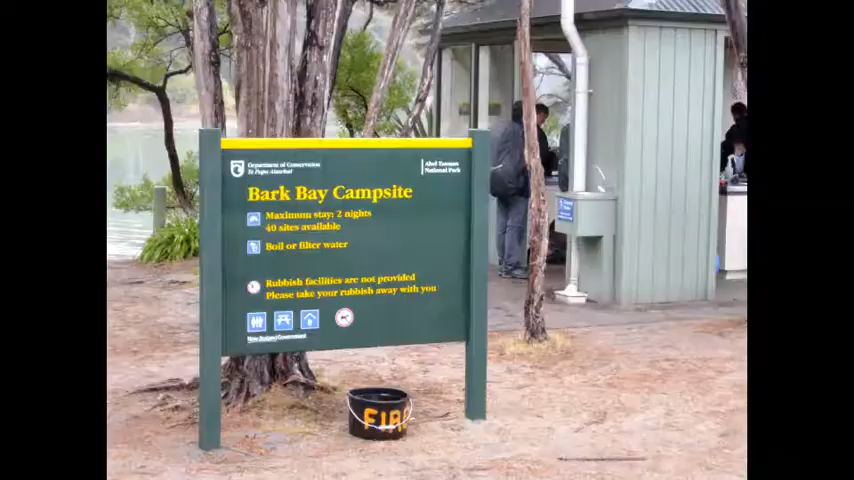 Department of Conservation
Te Papa Atawhai
Abel Tasman
National Park
Bark Bay Campsite
Maximum stay: 2 nights
40 sites available
Boil or filter water
Rubbish facilities are not provided
Please take your rubbish away with you
New Zealand Government
FIRE